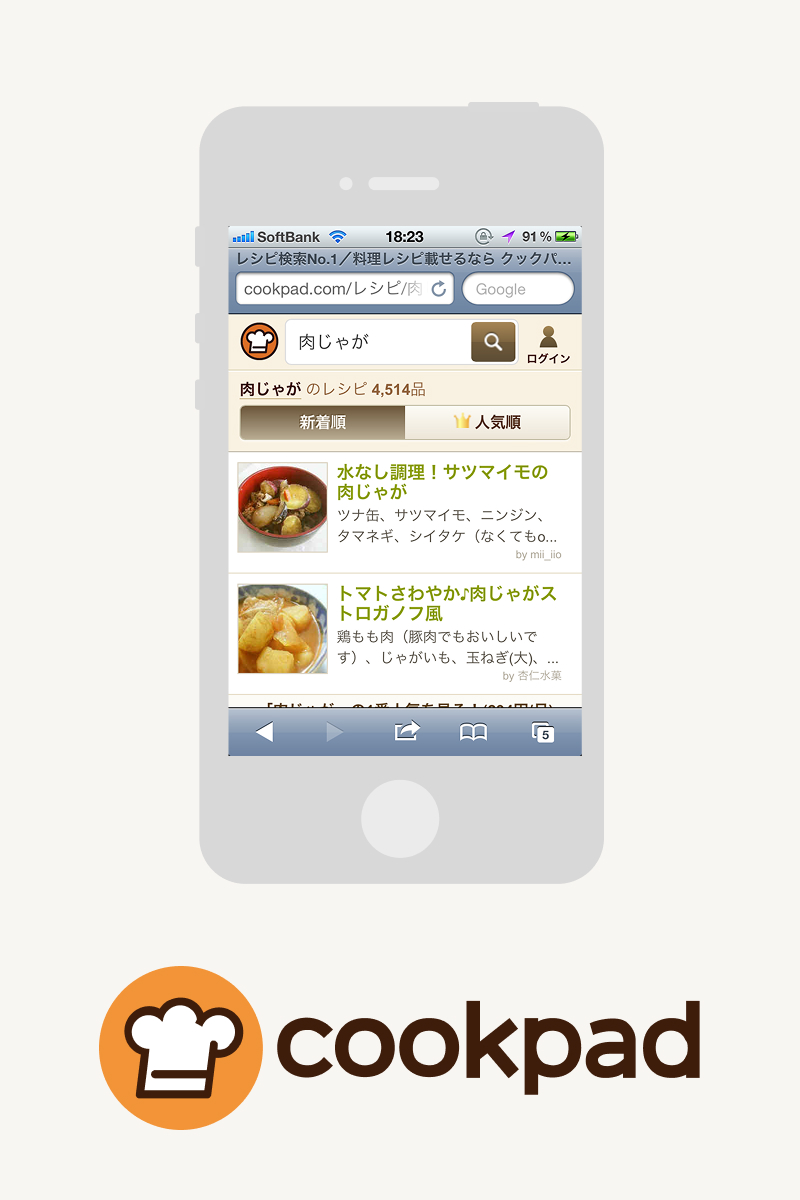 SoftBank 18:23 91%
レシピ検索No.1／料理レシピ載せるなら クックパ...
cookpad.com/レシピ/肉
Google
肉じゃが
ログイン
肉じゃが のレシピ 4,514品
新着順 人気順
水なし調理！サツマイモの
肉じゃが
ツナ缶、サツマイモ、ニンジン、
タマネギ、シイタケ（なくてもo...
by mii_iio
トマトさわやか♪肉じゃがス
トロガノフ風
鶏もも肉（豚肉でもおいしいで
す）、じゃがいも、玉ねぎ(大)、...
by 杏仁水菓
5
cookpad